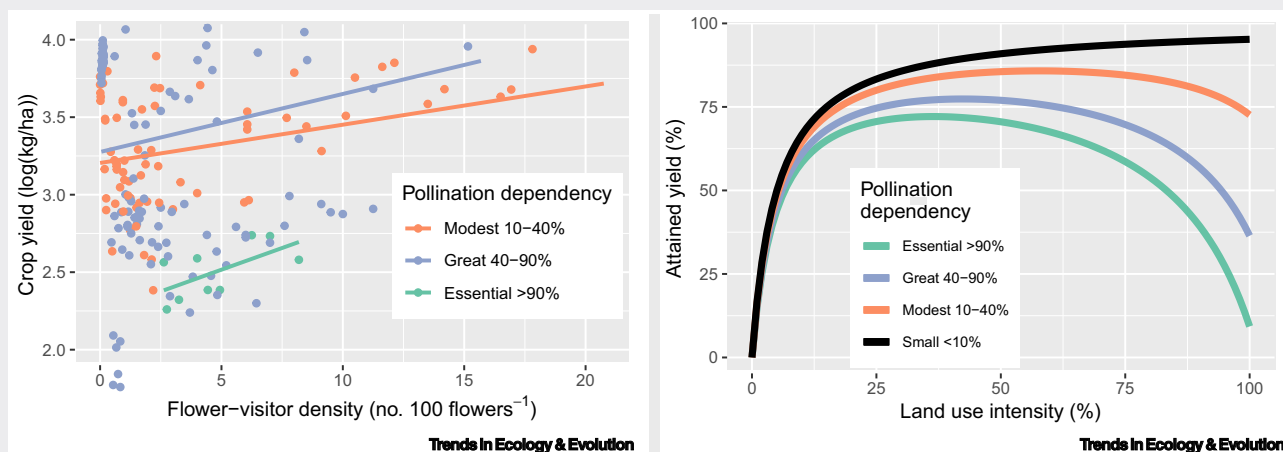 Crop yield (log(kg/ha))
4.0
3.5
3.0
2.5
2.0
0
5
10
15
20
Flower−visitor density (no. 100 flowers⁻¹)
Pollination dependency
Modest 10−40%
Great 40−90%
Essential >90%
Trends in Ecology & Evolution
Attained yield (%)
100
75
50
25
0
0
25
50
75
100
Land use intensity (%)
Pollination
dependency
Essential >90%
Great 40−90%
Modest 10−40%
Small <10%
Trends in Ecology & Evolution